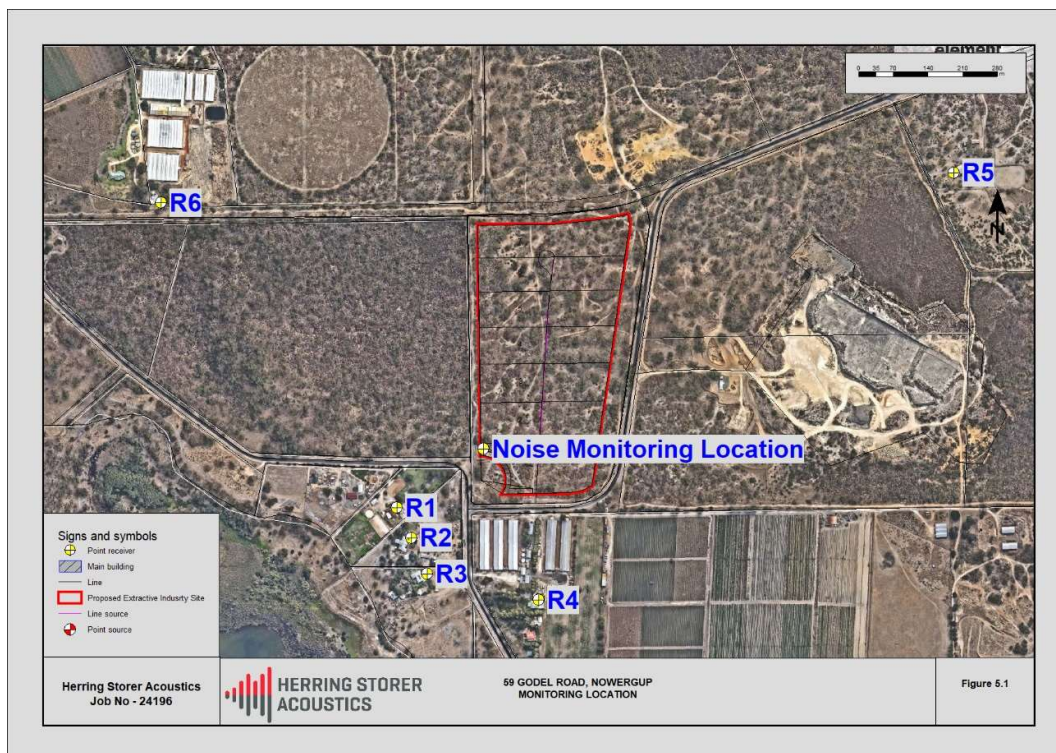 element
0 35 70 140 210 280
m
R5
N
R6
Noise Monitoring Location
R1
R2
R3
R4
Signs and symbols
Point receiver
Main building
Line
Proposed Extractive Indusrty Site
Line source
Point source
Herring Storer Acoustics
Job No - 24196
HERRING STORER
ACOUSTICS
59 GODEL ROAD, NOWERGUP
MONITORING LOCATION
Figure 5.1